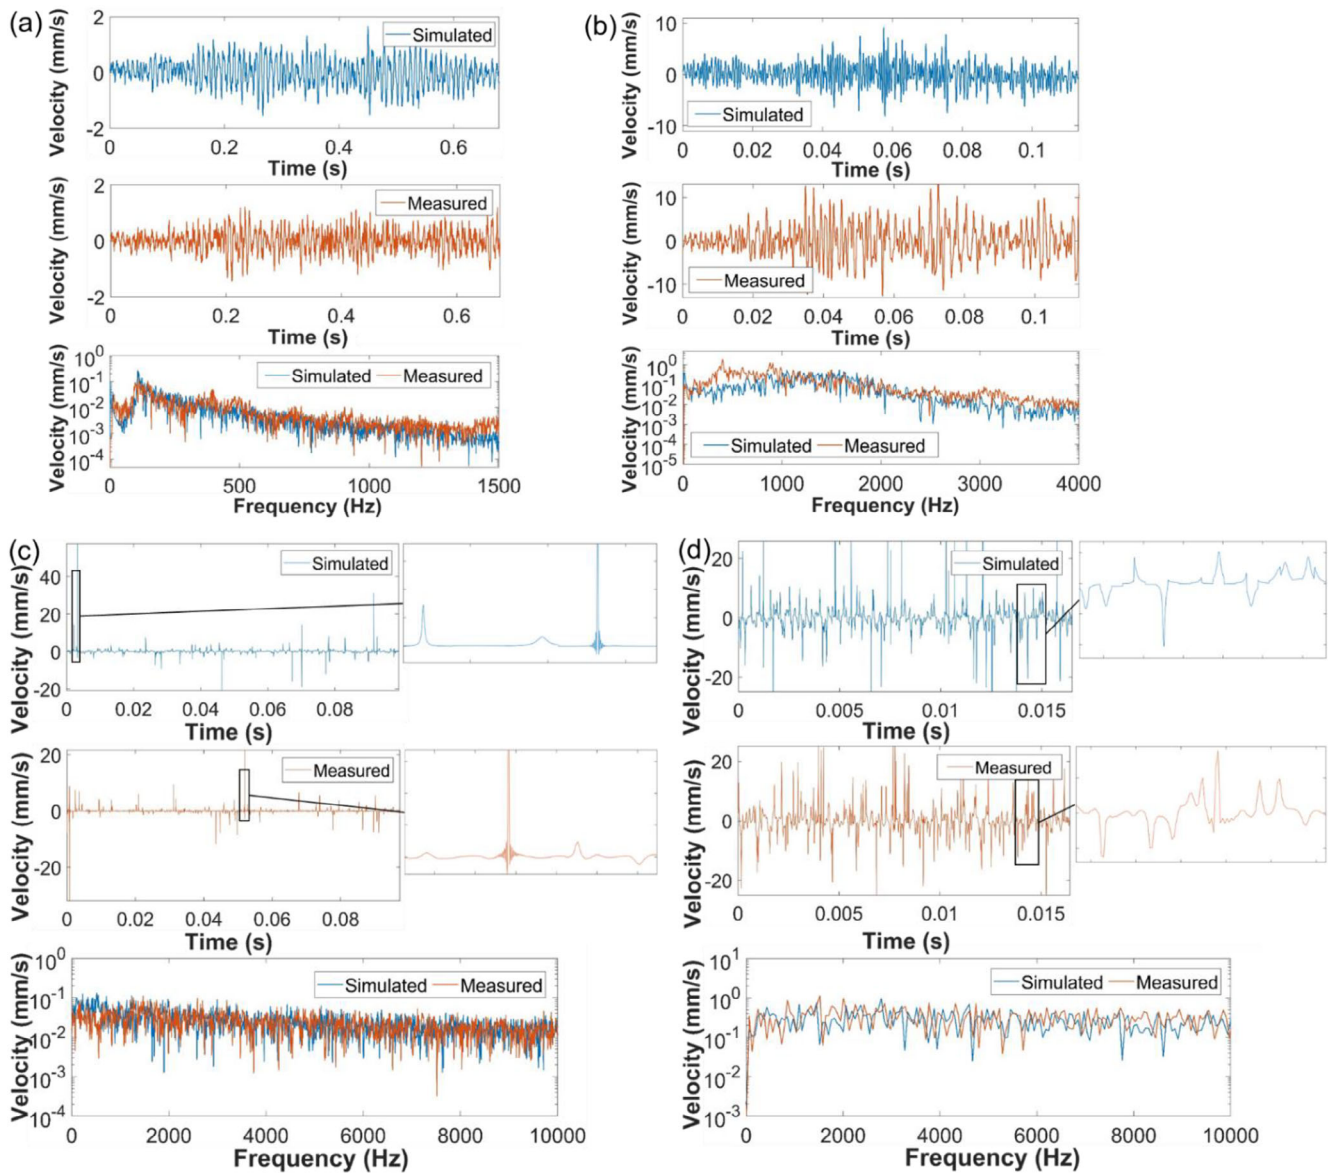 (a)
Velocity (mm/s)
2
0
-2
Simulated
0 0.2 0.4 0.6
Time (s)
Velocity (mm/s)
2
0
-2
Measured
0 0.2 0.4 0.6
Time (s)
Velocity (mm/s)
10^0
10^-1
10^-2
10^-3
10^-4
Simulated Measured
0 500 1000 1500
Frequency (Hz)
(b)
Velocity (mm/s)
10
0
-10
Simulated
0 0.02 0.04 0.06 0.08 0.1
Time (s)
Velocity (mm/s)
10
0
-10
Measured
0 0.02 0.04 0.06 0.08 0.1
Time (s)
Velocity (mm/s)
10^0
10^-1
10^-2
10^-5
Simulated Measured
0 1000 2000 3000 4000
Frequency (Hz)
(c)
Velocity (mm/s)
40
20
0
-20
Simulated
0 0.02 0.04 0.06 0.08
Time (s)
Velocity (mm/s)
20
0
-20
Measured
0 0.02 0.04 0.06 0.08
Time (s)
Velocity (mm/s)
10^0
10^-1
10^-2
10^-3
10^-4
Simulated Measured
0 2000 4000 6000 8000 10000
Frequency (Hz)
(d)
Velocity (mm/s)
20
0
-20
Simulated
0 0.005 0.01 0.015
Time (s)
Velocity (mm/s)
20
0
-20
Measured
0 0.005 0.01 0.015
Time (s)
Velocity (mm/s)
10^1
10^0
10^-1
10^-2
10^-3
Simulated Measured
0 2000 4000 6000 8000 10000
Frequency (Hz)